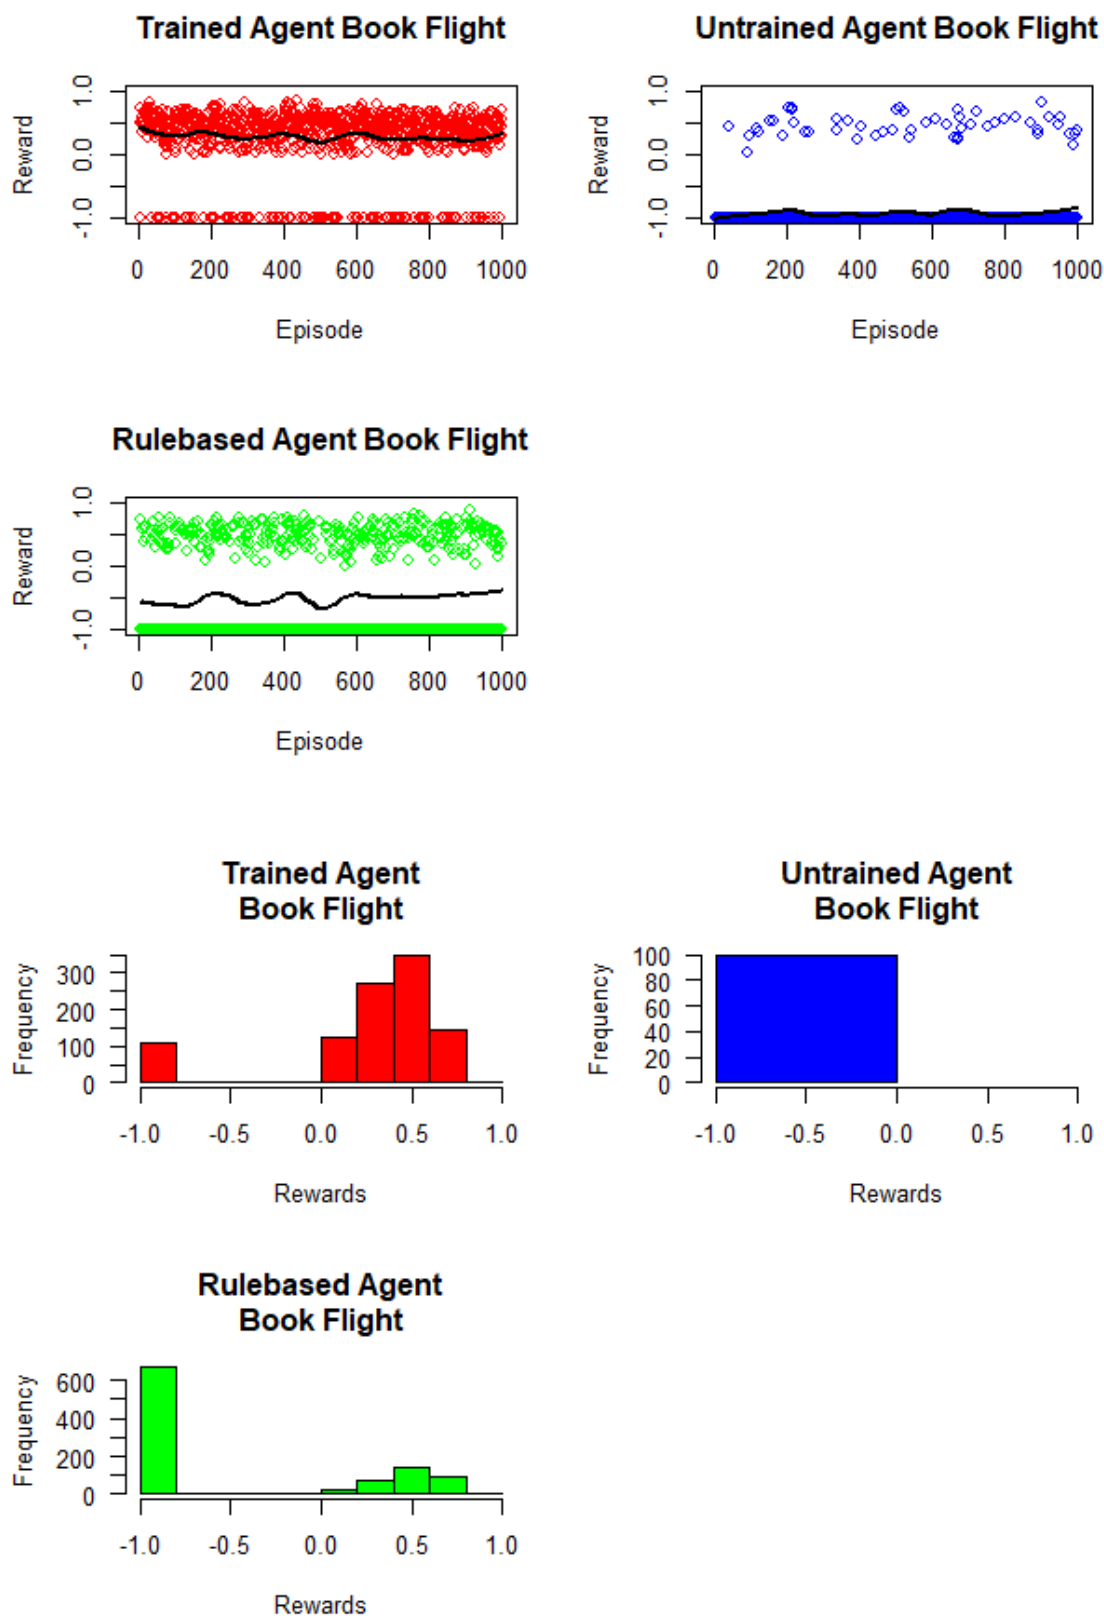 Trained Agent Book Flight
Reward
-1.0 0.0 1.0
0 200 400 600 800 1000
Episode
Untrained Agent Book Flight
Reward
-1.0 0.0 1.0
0 200 400 600 800 1000
Episode
Rulebased Agent Book Flight
Reward
-1.0 0.0 1.0
0 200 400 600 800 1000
Episode
Trained Agent
Book Flight
Frequency
0 100 200 300
-1.0 -0.5 0.0 0.5 1.0
Rewards
Untrained Agent
Book Flight
Frequency
0 20 40 60 80 100
-1.0 -0.5 0.0 0.5 1.0
Rewards
Rulebased Agent
Book Flight
Frequency
0 200 400 600
-1.0 -0.5 0.0 0.5 1.0
Rewards